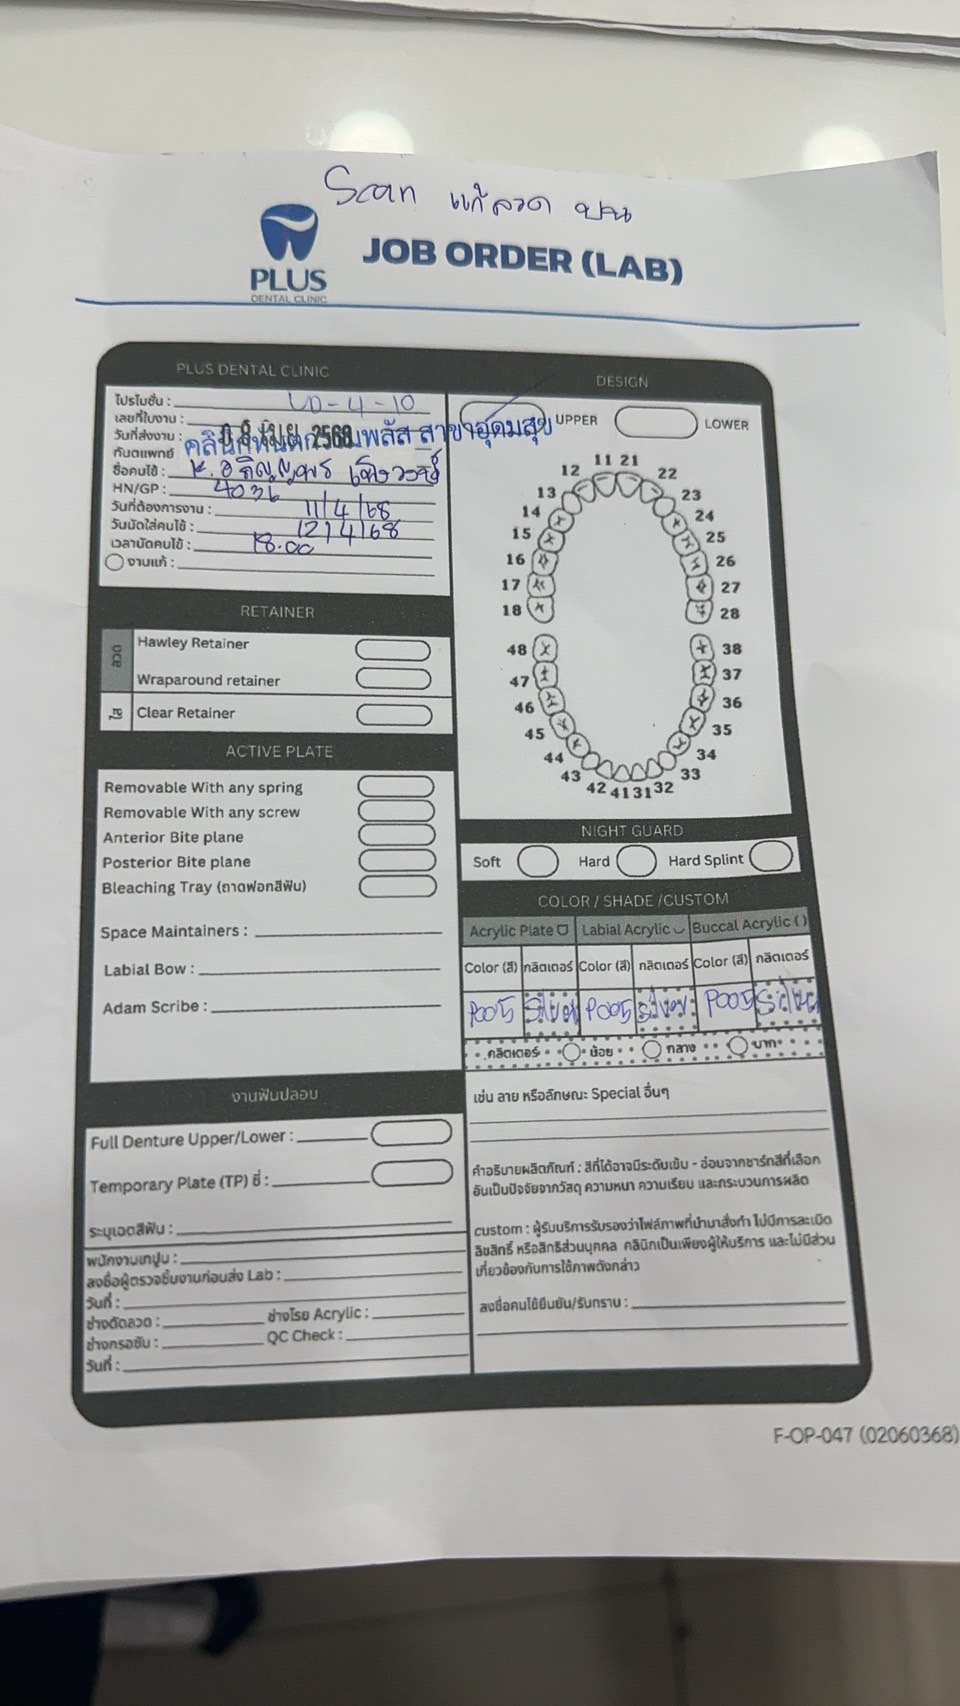 Scan แก้ลวด บน
PLUS
DENTAL CLINIC
JOB ORDER (LAB)
PLUS DENTAL CLINIC
โปรโมชั่น :
เลขที่ใบงาน : UD-4-10
วันที่ส่งงาน : 08 เม.ย. 2568
ทันตแพทย์ คลินิกทันตกรรมพลัส สาขาอุดมสุข
ชื่อคนไข้ :
HN/GP : 4036
วันที่ต้องการงาน : 11/4/68
วันนัดใส่คนไข้ : 12/4/68
เวลานัดคนไข้ : 18.00
งานแก้ :
RETAINER
ลวด
Hawley Retainer
Wraparound retainer
ใส
Clear Retainer
ACTIVE PLATE
Removable With any spring
Removable With any screw
Anterior Bite plane
Posterior Bite plane
Bleaching Tray (ถาดฟอกสีฟัน)
Space Maintainers :
Labial Bow :
Adam Scribe :
งานฟันปลอม
Full Denture Upper/Lower :
Temporary Plate (TP) ซี่ :
ระบุเฉดสีฟัน :
พนักงานเทปูน :
ลงชื่อผู้ตรวจชิ้นงานก่อนส่ง Lab :
วันที่ :
ช่างดัดลวด : ช่างโรย Acrylic :
ช่างกรอขัด : QC Check :
วันที่ :
DESIGN
UPPER LOWER
11 21
12 22
13 23
14 24
15 25
16 26
17 27
18 28
48 38
47 37
46 36
45 35
44 34
43 33
42 41 31 32
NIGHT GUARD
Soft Hard Hard Splint
COLOR / SHADE /CUSTOM
Acrylic Plate Labial Acrylic Buccal Acrylic ( )
Color (สี) กลิตเตอร์ Color (สี) กลิตเตอร์ Color (สี) กลิตเตอร์
P005 Silver P005 Silver P005 Silver
กลิตเตอร์ น้อย กลาง มาก
เช่น ลาย หรือลักษณะ Special อื่นๆ
คำอธิบายผลิตภัณฑ์ : สีที่ได้อาจมีระดับเข้ม - อ่อนจากชาร์ทสีที่เลือก
อันเป็นปัจจัยจากวัสดุ ความหนา ความเรียบ และกระบวนการผลิต
custom : ผู้รับบริการรับรองว่าไฟล์ภาพที่นำมาสั่งทำ ไม่มีการละเมิด
ลิขสิทธิ์ หรือสิทธิส่วนบุคคล คลินิกเป็นเพียงผู้ให้บริการ และไม่มีส่วน
เกี่ยวข้องกับการใช้ภาพดังกล่าว
ลงชื่อคนไข้ยืนยัน/รับทราบ :
F-OP-047 (02060368)